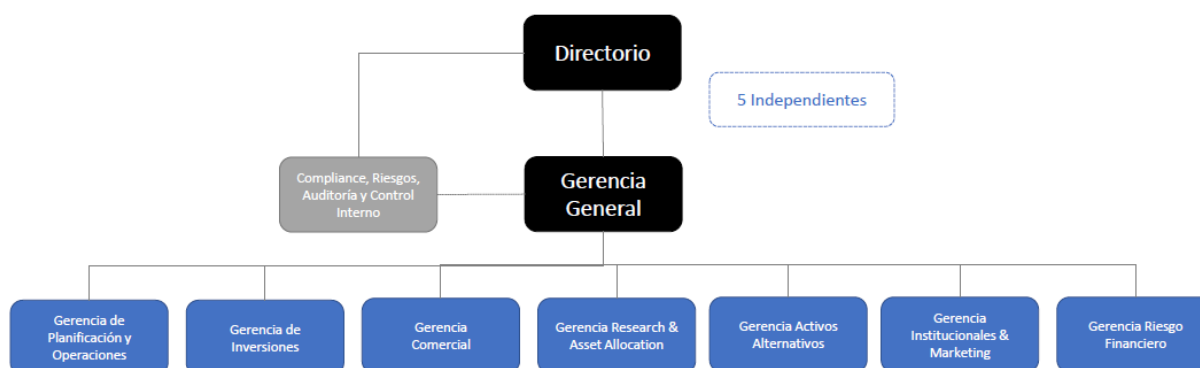 Directorio
5 Independientes
Compliance, Riesgos,
Auditoría y Control
Interno
Gerencia
General
Gerencia de
Planificación y
Operaciones
Gerencia de
Inversiones
Gerencia
Comercial
Gerencia Research &
Asset Allocation
Gerencia Activos
Alternativos
Gerencia
Institucionales &
Marketing
Gerencia Riesgo
Financiero